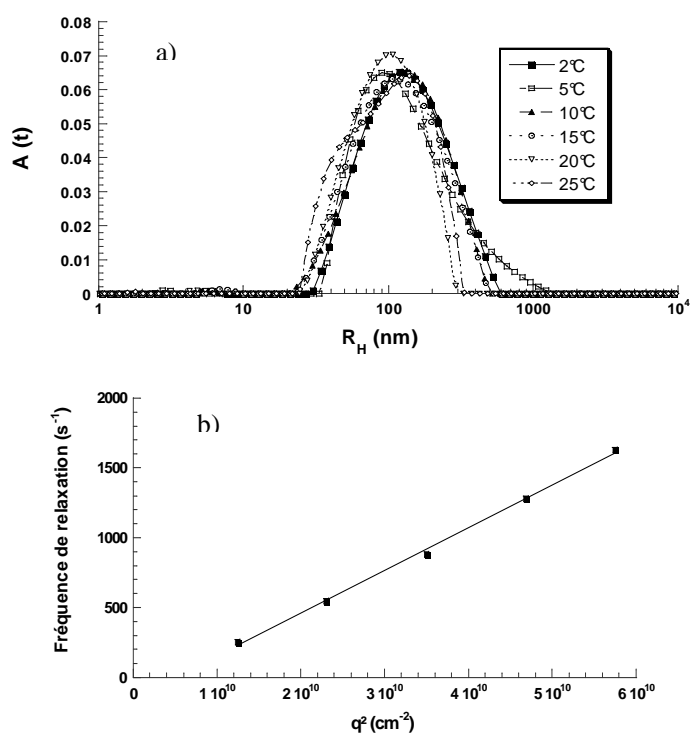 a)
A (t)
0.08
0.07
0.06
0.05
0.04
0.03
0.02
0.01
0
1
10
100
1000
10⁴
R_H (nm)
2°C
5°C
10°C
15°C
20°C
25°C
b)
Fréquence de relaxation (s⁻¹)
2000
1500
1000
500
0
0
1 10¹⁰
2 10¹⁰
3 10¹⁰
4 10¹⁰
5 10¹⁰
6 10¹⁰
q² (cm⁻²)